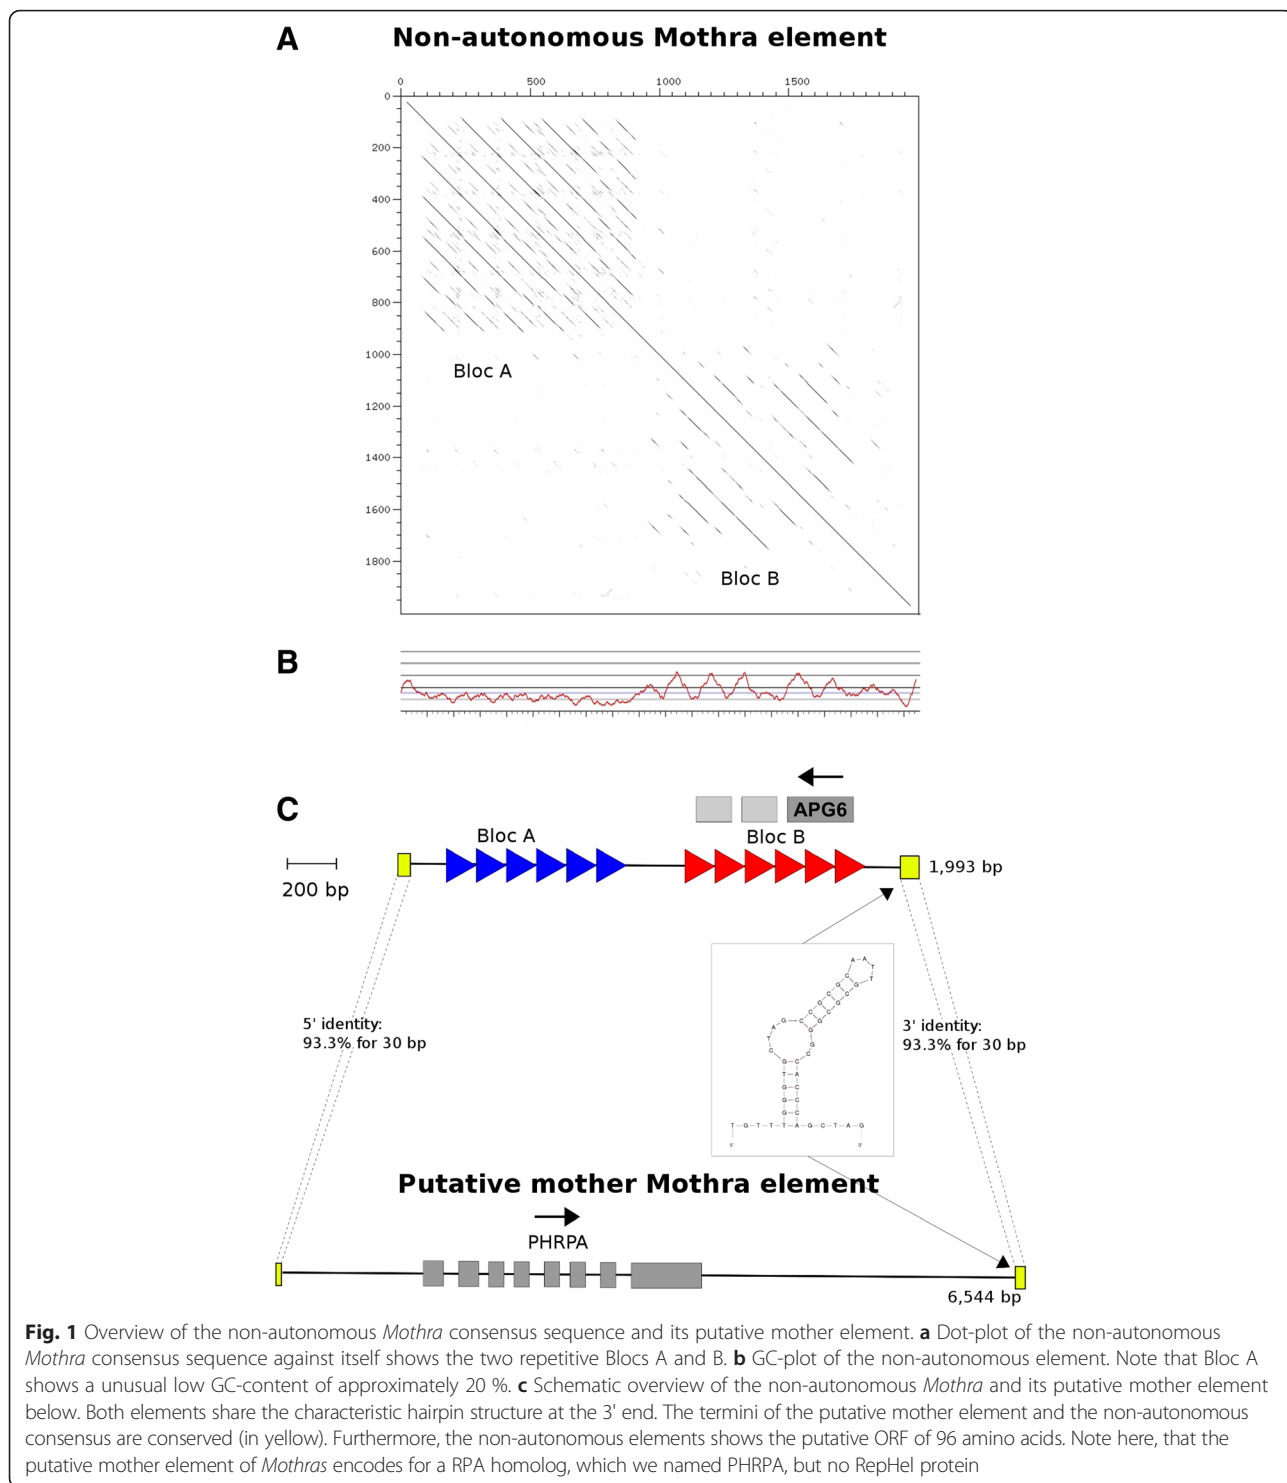 A
Non-autonomous Mothra element
0 500 1000 1500
0
200
400
600
800
1000
1200
1400
1600
1800
Bloc A
Bloc B
B
C
APG6
Bloc A
Bloc B
200 bp
1,993 bp
5' identity:
93.3% for 30 bp
3' identity:
93.3% for 30 bp
T G T T T A G C T A G
5' 3'
Putative mother Mothra element
PHRPA
6,544 bp
Fig. 1 Overview of the non-autonomous Mothra consensus sequence and its putative mother element. a Dot-plot of the non-autonomous
Mothra consensus sequence against itself shows the two repetitive Blocs A and B. b GC-plot of the non-autonomous element. Note that Bloc A
shows a unusual low GC-content of approximately 20 %. c Schematic overview of the non-autonomous Mothra and its putative mother element
below. Both elements share the characteristic hairpin structure at the 3' end. The termini of the putative mother element and the non-autonomous
consensus are conserved (in yellow). Furthermore, the non-autonomous elements shows the putative ORF of 96 amino acids. Note here, that the
putative mother element of Mothras encodes for a RPA homolog, which we named PHRPA, but no RepHel protein